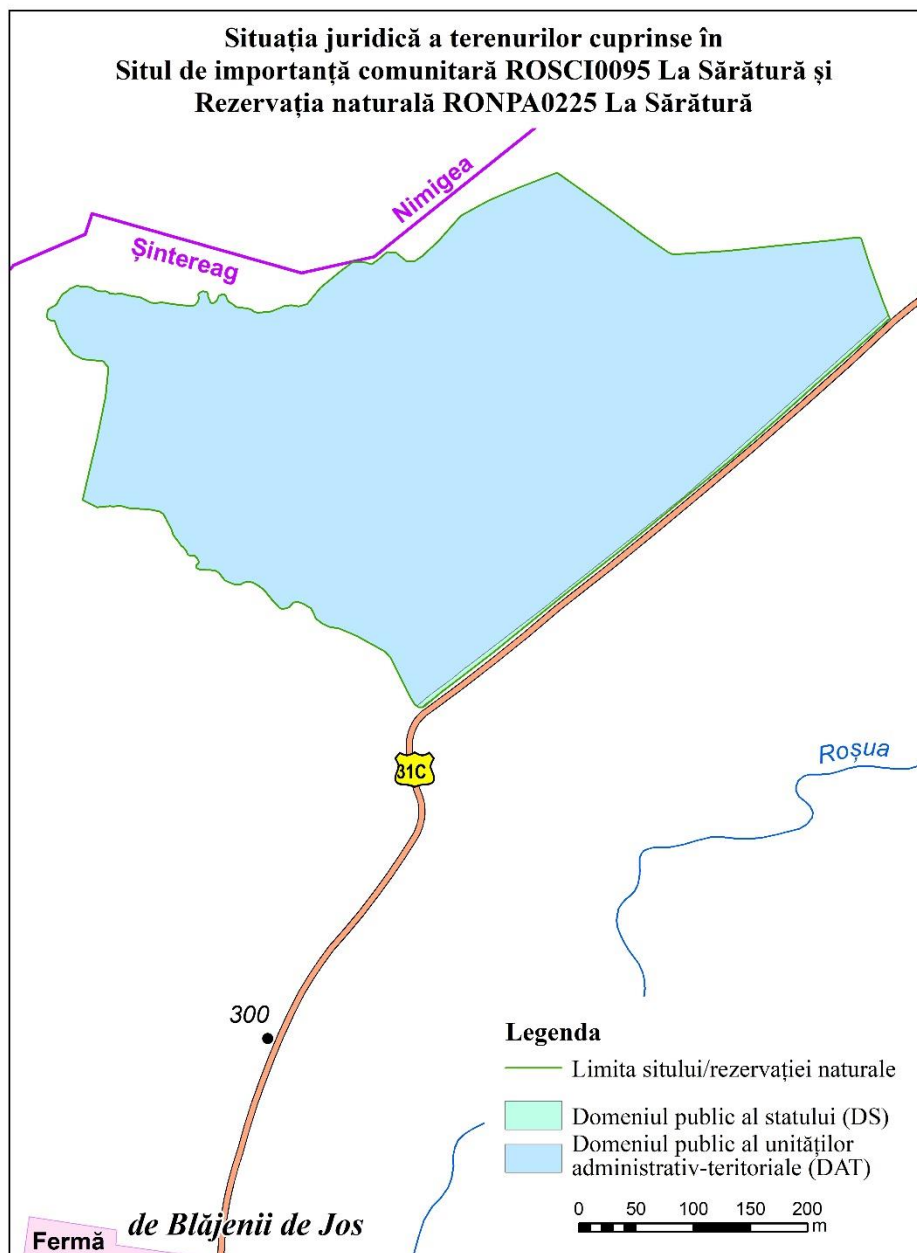 Situația juridică a terenurilor cuprinse în
Situl de importanță comunitară ROSCI0095 La Sărătură și
Rezervația naturală RONPA0225 La Sărătură
Nimigea
Șintereag
31C
Roșua
300
Legenda
Limita sitului/rezervației naturale
Domeniul public al statului (DS)
Domeniul public al unităților
administrativ-teritoriale (DAT)
0 50 100 150 200
m
de Blăjenii de Jos
Fermă